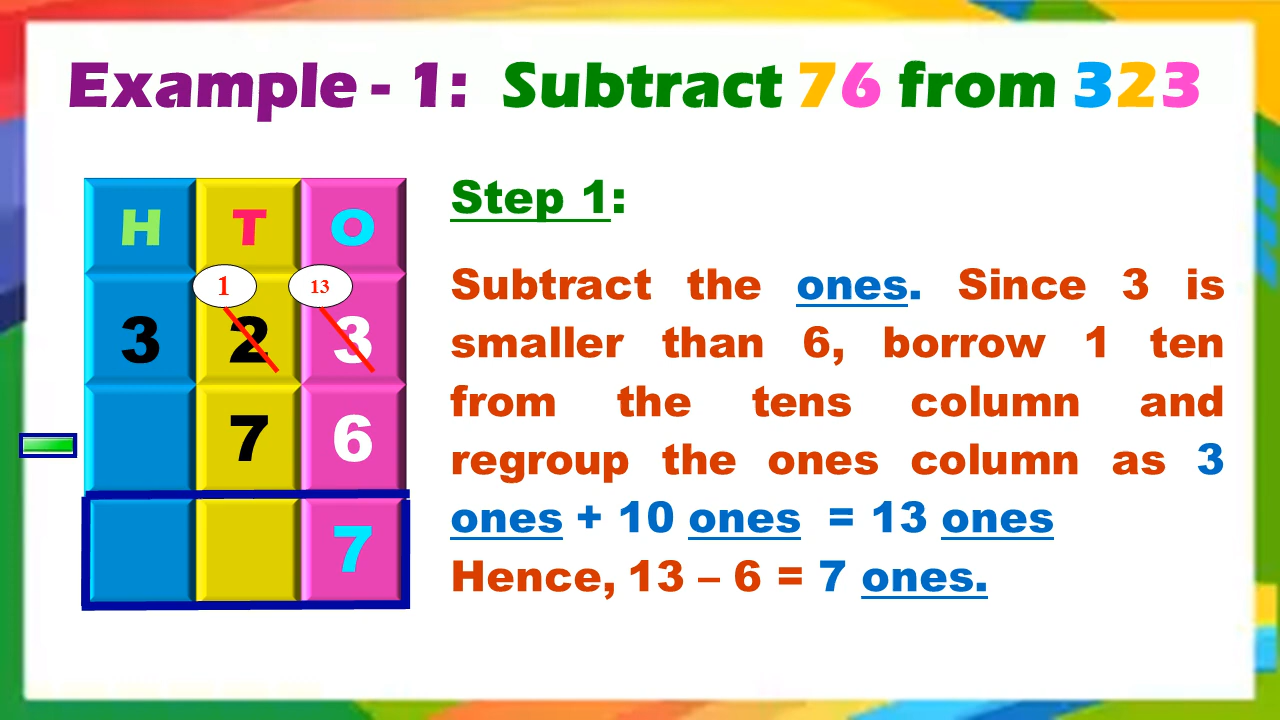 Example - 1: Subtract 76 from 323
H T O
1 13
3 2 3
7 6
7
Step 1:
Subtract the ones. Since 3 is
smaller than 6, borrow 1 ten
from the tens column and
regroup the ones column as 3
ones + 10 ones = 13 ones
Hence, 13 – 6 = 7 ones.